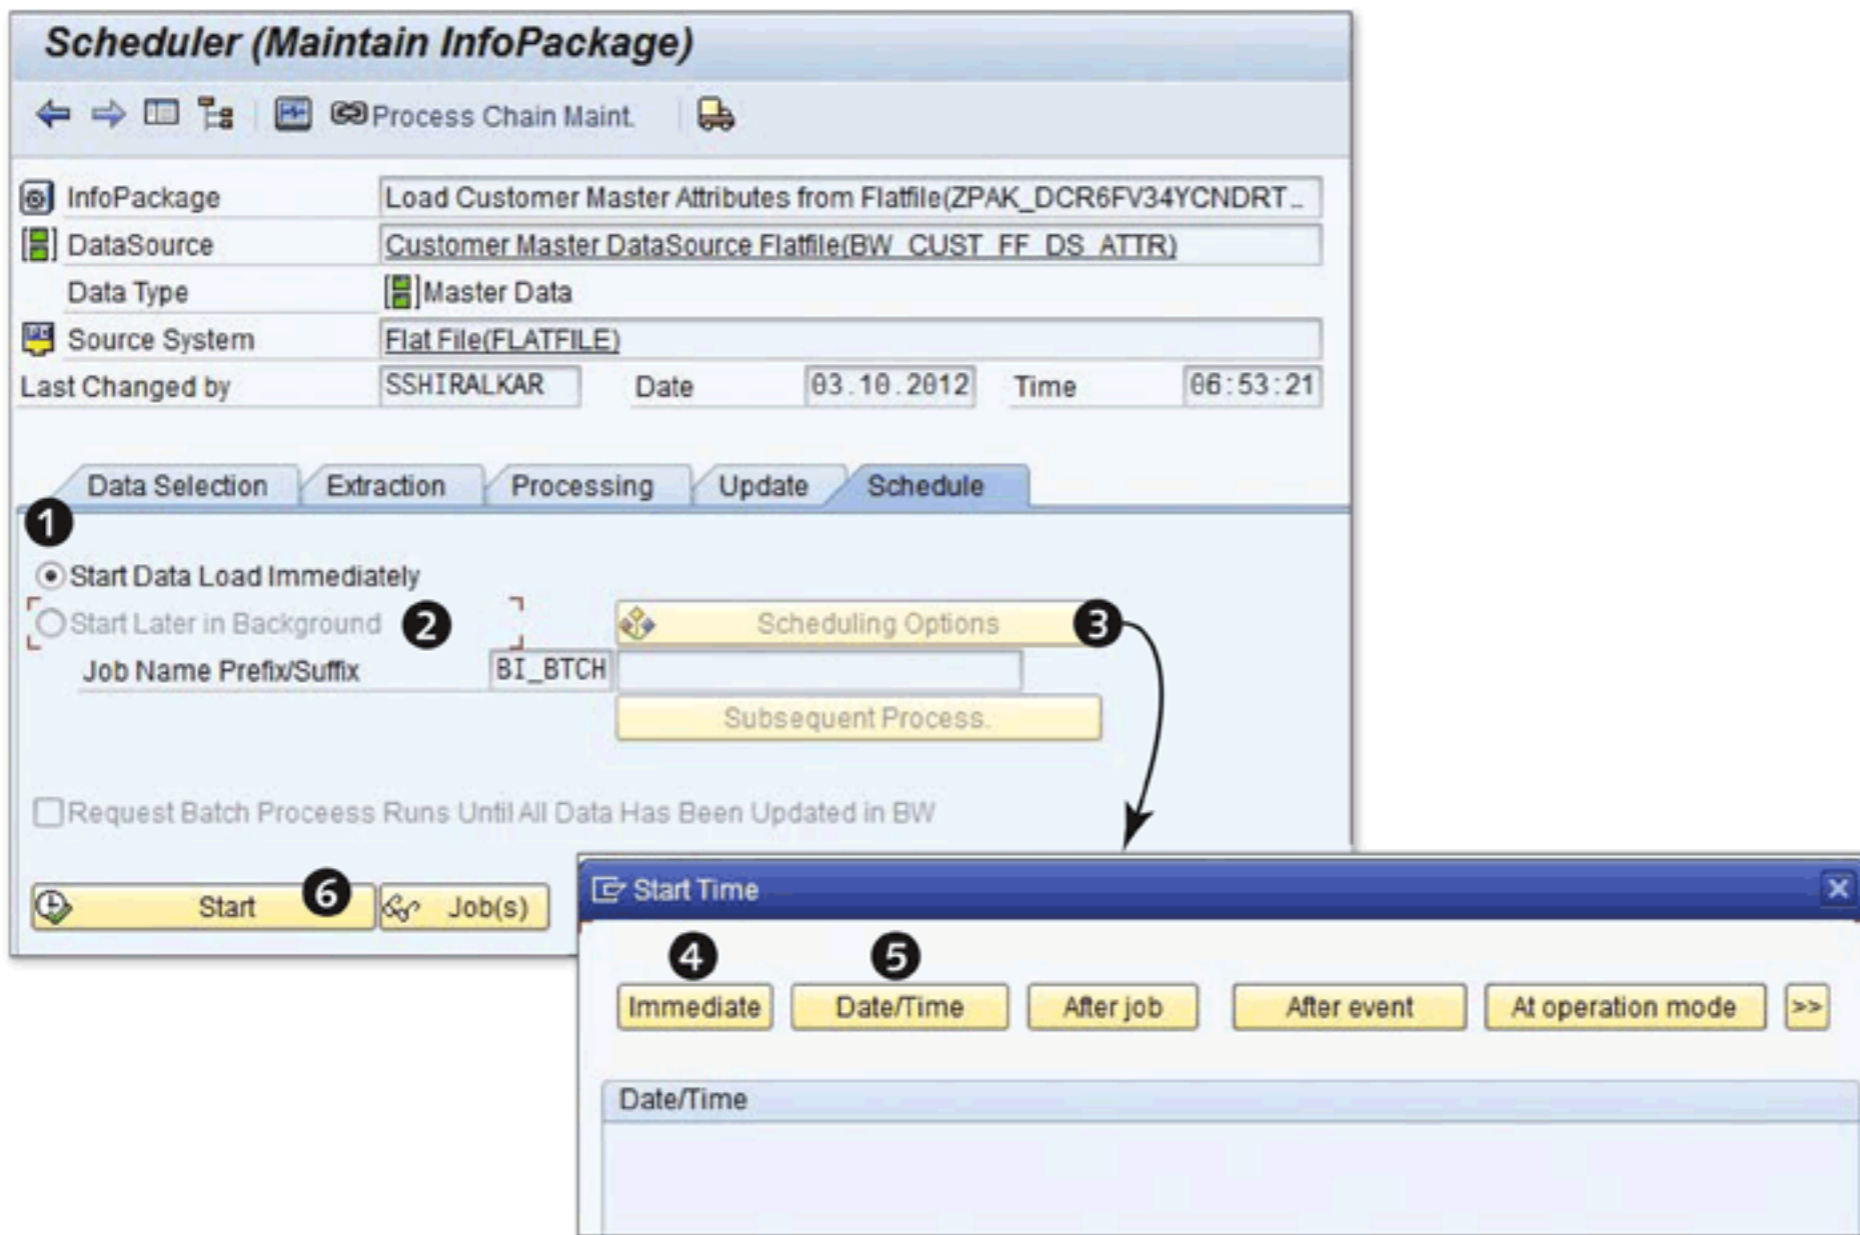 Scheduler (Maintain InfoPackage)
Process Chain Maint.
InfoPackage Load Customer Master Attributes from Flatfile(ZPAK_DCR6FV34YCNDRT...
DataSource Customer Master DataSource Flatfile(BW_CUST_FF_DS_ATTR)
Data Type Master Data
Source System Flat File(FLATFILE)
Last Changed by SSHIRALKAR Date 03.10.2012 Time 06:53:21
Data Selection Extraction Processing Update Schedule
1
Start Data Load Immediately
Start Later in Background 2 Scheduling Options 3
Job Name Prefix/Suffix BI_BTCH
Subsequent Process.
Request Batch Proceess Runs Until All Data Has Been Updated in BW
Start 6 Job(s)
Start Time
4 5
Immediate Date/Time After job After event At operation mode >>
Date/Time